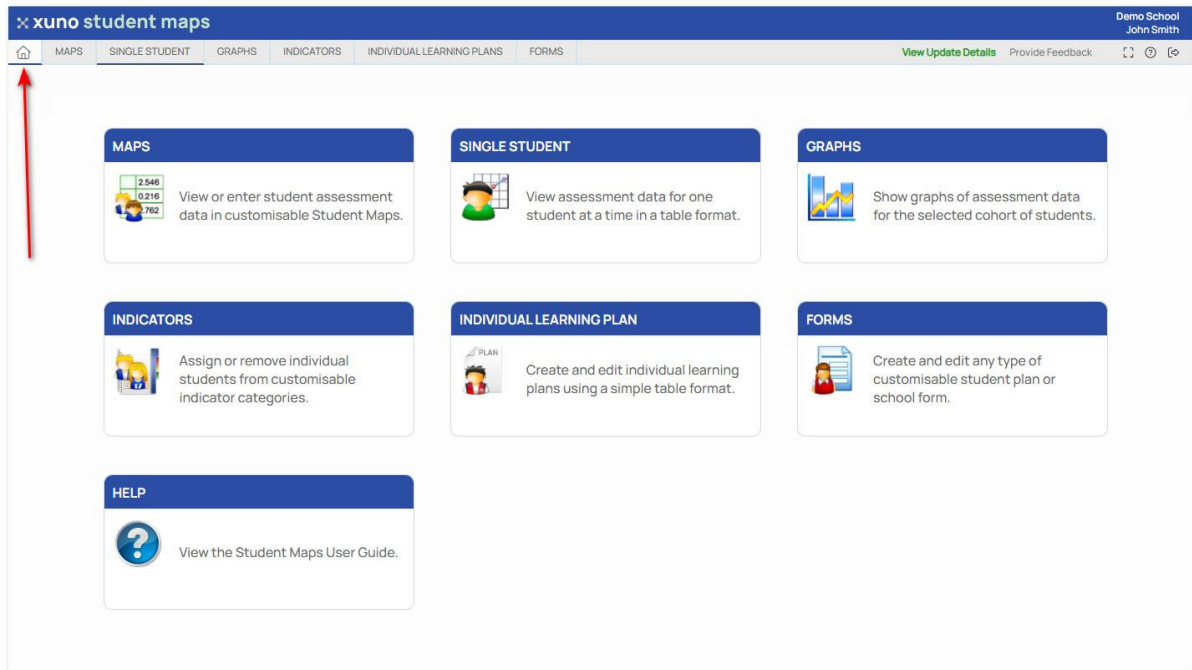 xuno student maps
Demo School
John Smith
MAPS SINGLE STUDENT GRAPHS INDICATORS INDIVIDUAL LEARNING PLANS FORMS View Update Details Provide Feedback
MAPS
2.546
0.216
2.762
View or enter student assessment
data in customisable Student Maps.
SINGLE STUDENT
View assessment data for one
student at a time in a table format.
GRAPHS
Show graphs of assessment data
for the selected cohort of students.
INDICATORS
Assign or remove individual
students from customisable
indicator categories.
INDIVIDUAL LEARNING PLAN
PLAN
Create and edit individual learning
plans using a simple table format.
FORMS
Create and edit any type of
customisable student plan or
school form.
HELP
?
View the Student Maps User Guide.